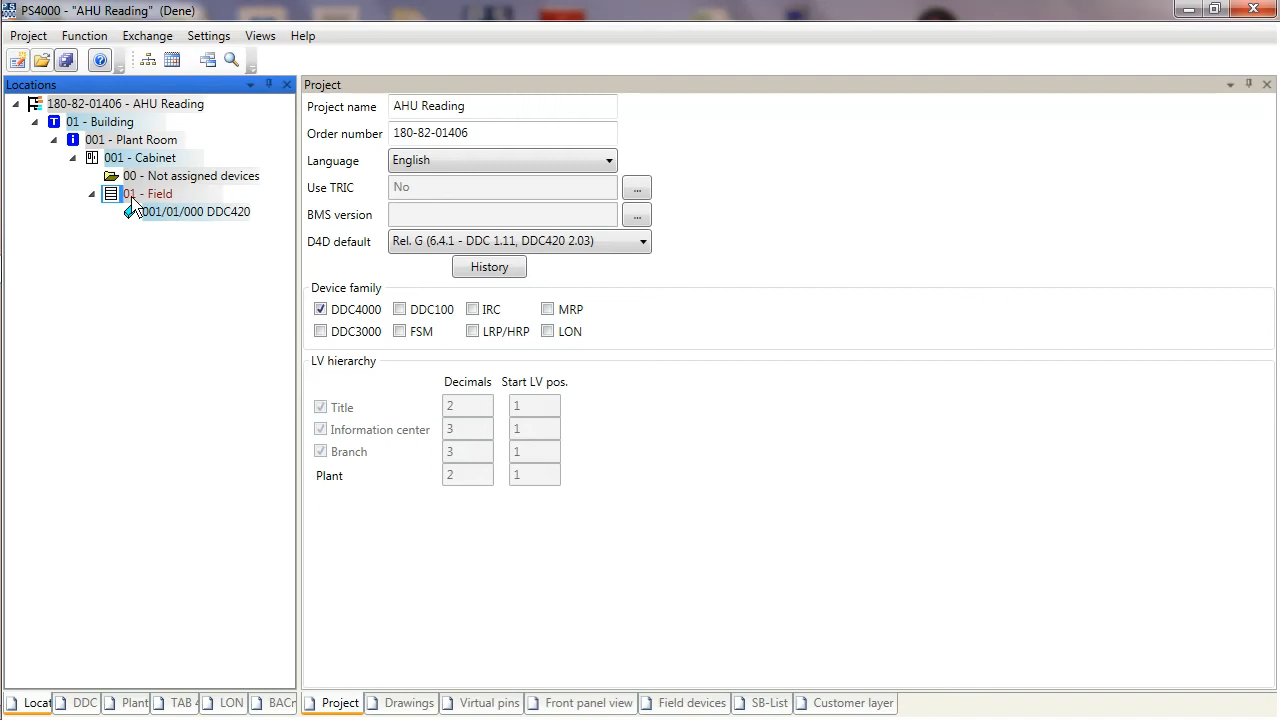 PS4000 - "AHU Reading" (Dene)
Project Function Exchange Settings Views Help
Locations
180-82-01406 - AHU Reading
01 - Building
001 - Plant Room
001 - Cabinet
00 - Not assigned devices
01 - Field
001/01/000 DDC420
Locat DDC Plant TAB LON BACn
Project
Project name AHU Reading
Order number 180-82-01406
Language English
Use TRIC No ...
BMS version ...
D4D default Rel. G (6.4.1 - DDC 1.11, DDC420 2.03)
History
Device family
DDC4000 DDC100 IRC MRP
DDC3000 FSM LRP/HRP LON
LV hierarchy
Decimals Start LV pos.
Title 2 1
Information center 3 1
Branch 3 1
Plant 2 1
Project Drawings Virtual pins Front panel view Field devices SB-List Customer layer